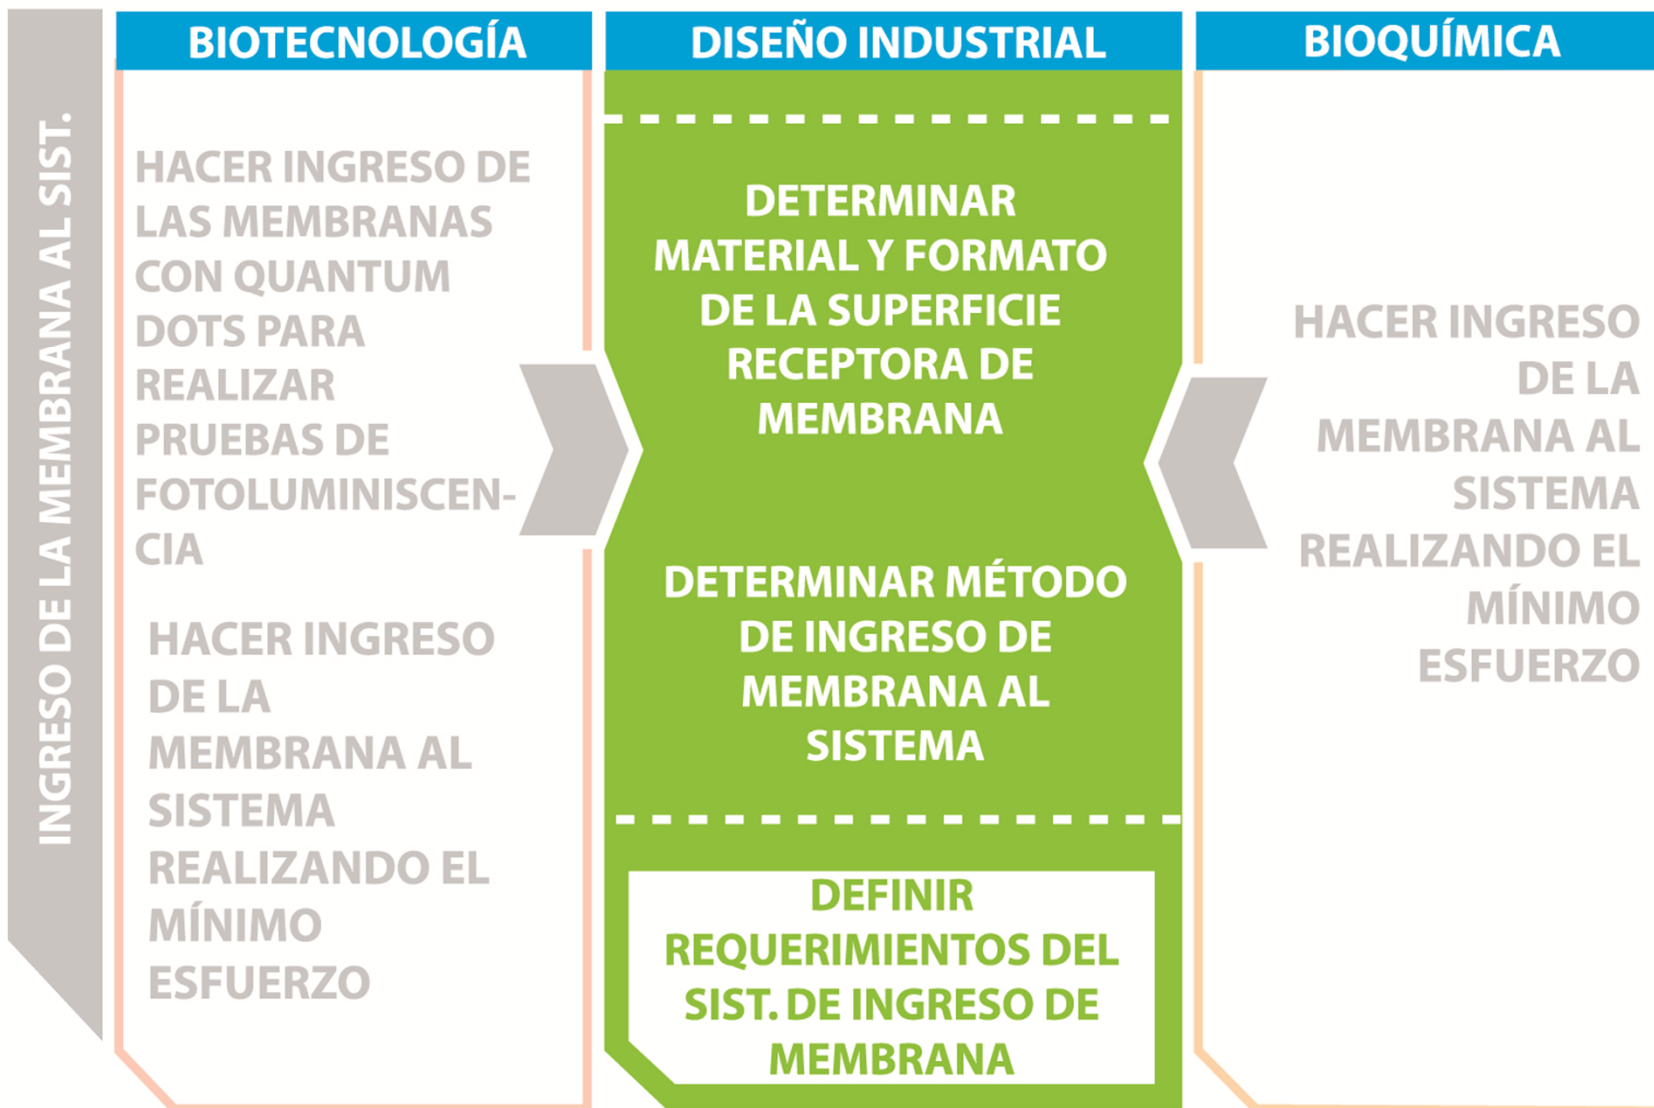 INGRESO DE LA MEMBRANA AL SIST.
BIOTECNOLOGÍA
HACER INGRESO DE
LAS MEMBRANAS
CON QUANTUM
DOTS PARA
REALIZAR
PRUEBAS DE
FOTOLUMINISCEN-
CIA
HACER INGRESO
DE LA
MEMBRANA AL
SISTEMA
REALIZANDO EL
MÍNIMO
ESFUERZO
DISEÑO INDUSTRIAL
DETERMINAR
MATERIAL Y FORMATO
DE LA SUPERFICIE
RECEPTORA DE
MEMBRANA
DETERMINAR MÉTODO
DE INGRESO DE
MEMBRANA AL
SISTEMA
DEFINIR
REQUERIMIENTOS DEL
SIST. DE INGRESO DE
MEMBRANA
BIOQUÍMICA
HACER INGRESO
DE LA
MEMBRANA AL
SISTEMA
REALIZANDO EL
MÍNIMO
ESFUERZO